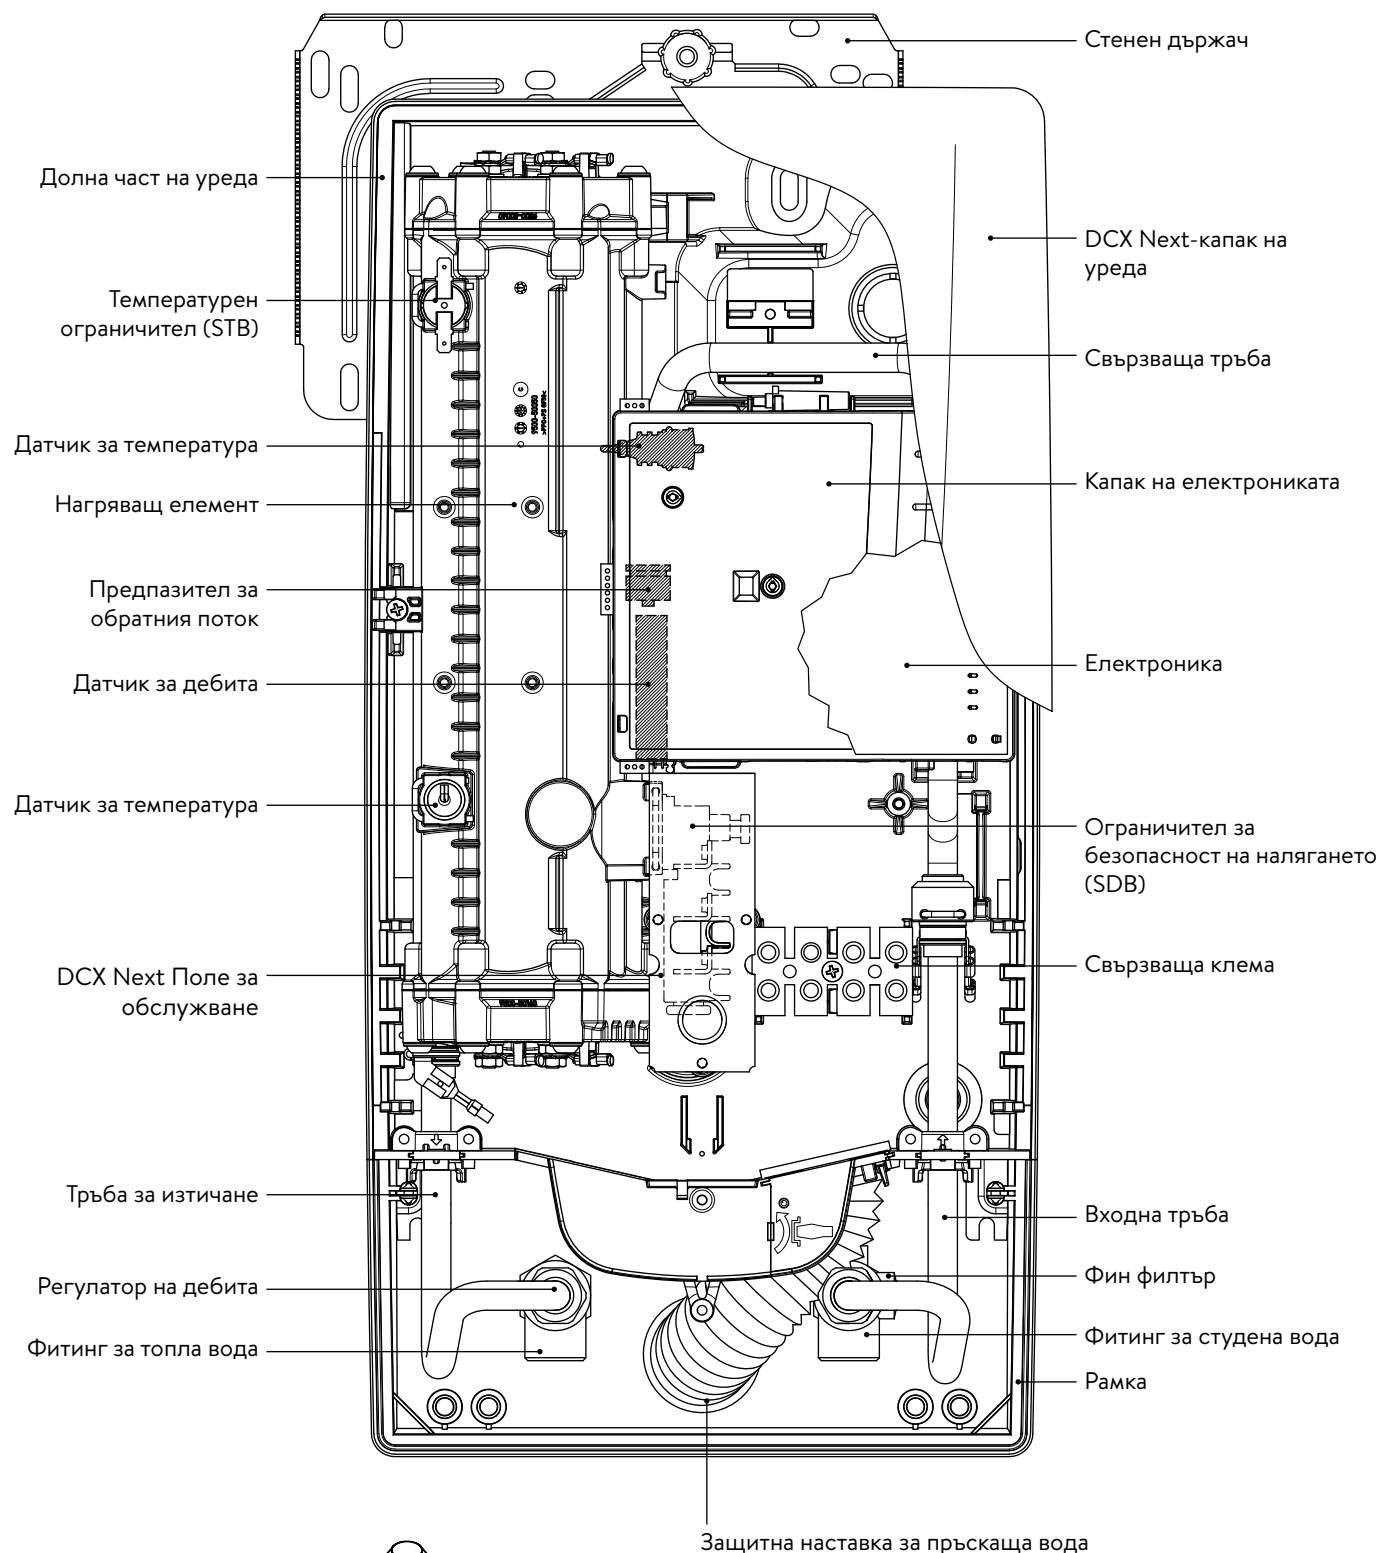 Стенен държач
Долна част на уреда
DCX Next-капак на
уреда
Температурен
ограничител (STB)
Свързваща тръба
Датчик за температура
Капак на електрониката
Нагряващ елемент
Предпазител за
обратния поток
Електроника
Датчик за дебита
Датчик за температура
Ограничител за
безопасност на налягането
(SDB)
Свързваща клема
DCX Next Поле за
обслужване
Тръба за изтичане
Входна тръба
Фин филтър
Регулатор на дебита
Фитинг за студена вода
Фитинг за топла вода
Рамка
Защитна наставка за пръскаща вода